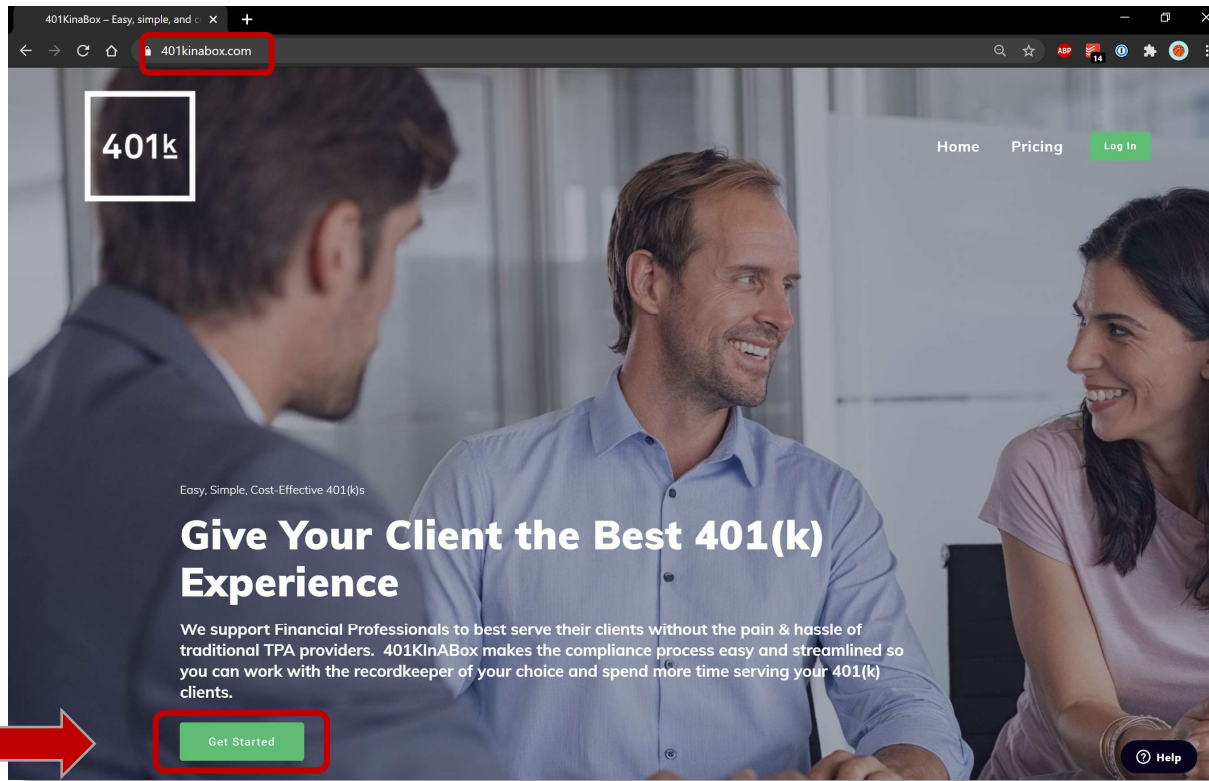 401KinaBox – Easy, simple, and c
401kinabox.com
ABP
14
401k
Home Pricing Log In
Easy, Simple, Cost-Effective 401(k)s
Give Your Client the Best 401(k)
Experience
We support Financial Professionals to best serve their clients without the pain & hassle of
traditional TPA providers. 401KInABox makes the compliance process easy and streamlined so
you can work with the recordkeeper of your choice and spend more time serving your 401(k)
clients.
Get Started
Help